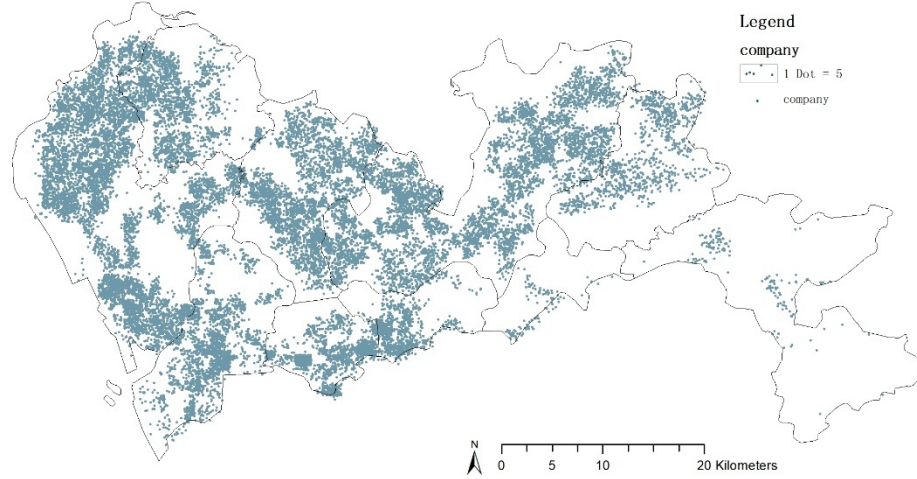 Legend
company
1 Dot = 5
company
N
0 5 10 20 Kilometers